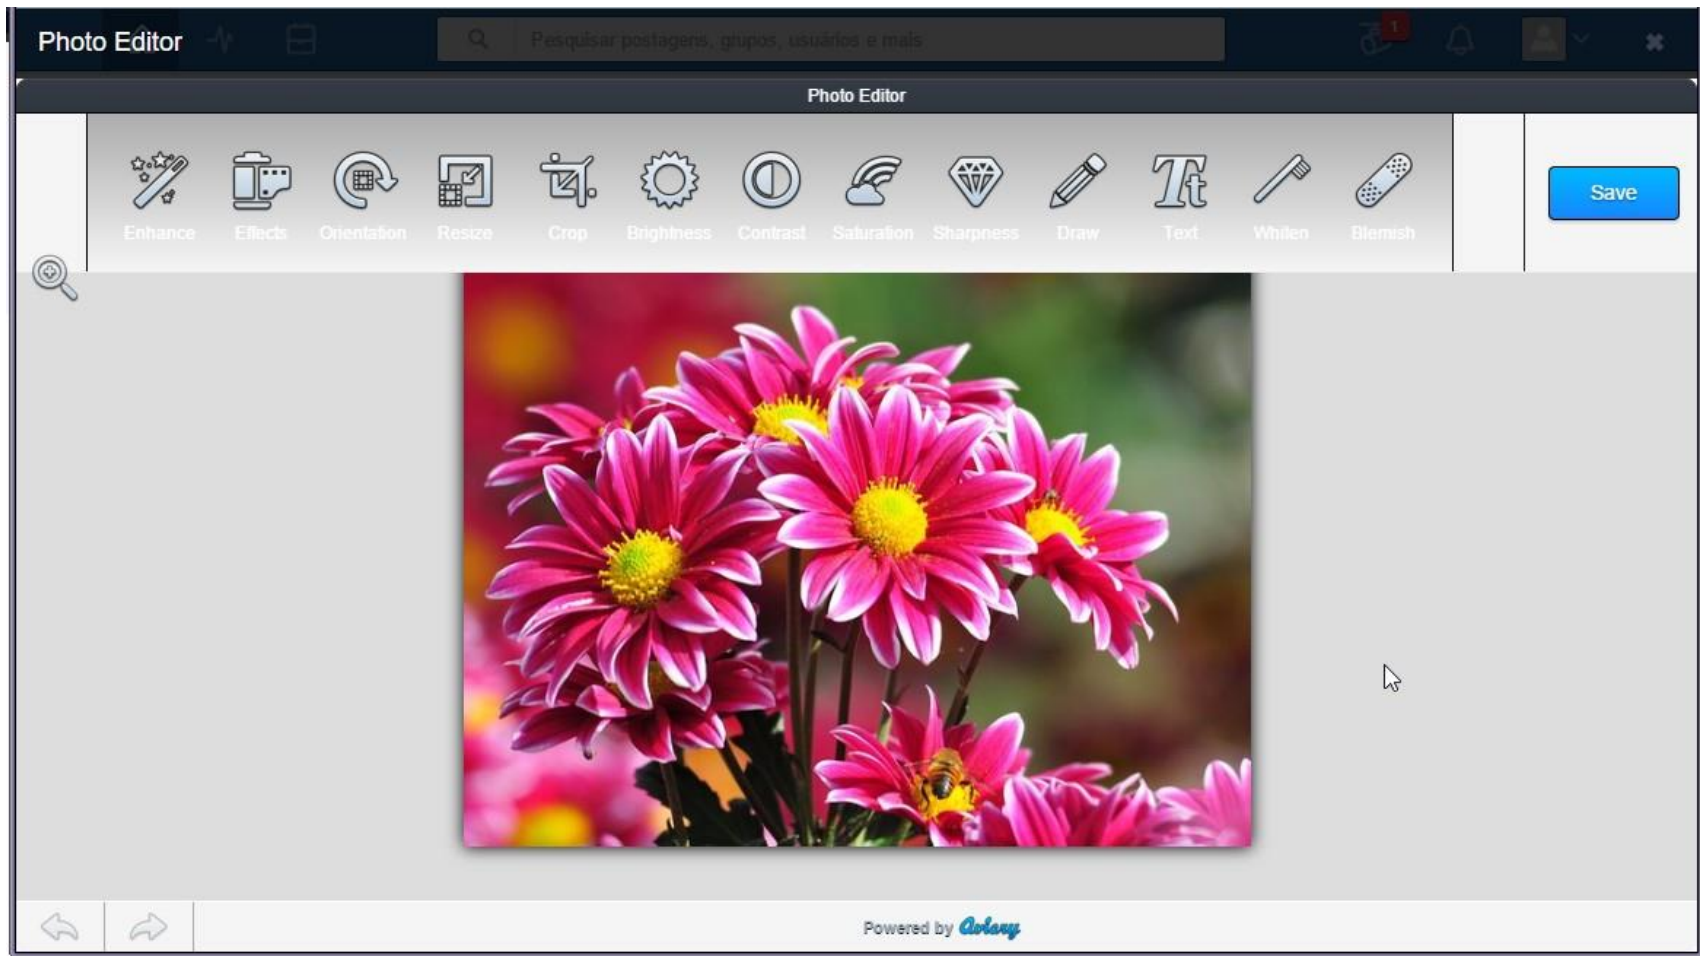 Photo Editor
Pesquisar postagens, grupos, usuários e mais
1
Photo Editor
Enhance
Effects
Orientation
Resize
Crop
Brightness
Contrast
Saturation
Sharpness
Draw
Text
Whiten
Blemish
Save
Powered by Aviary